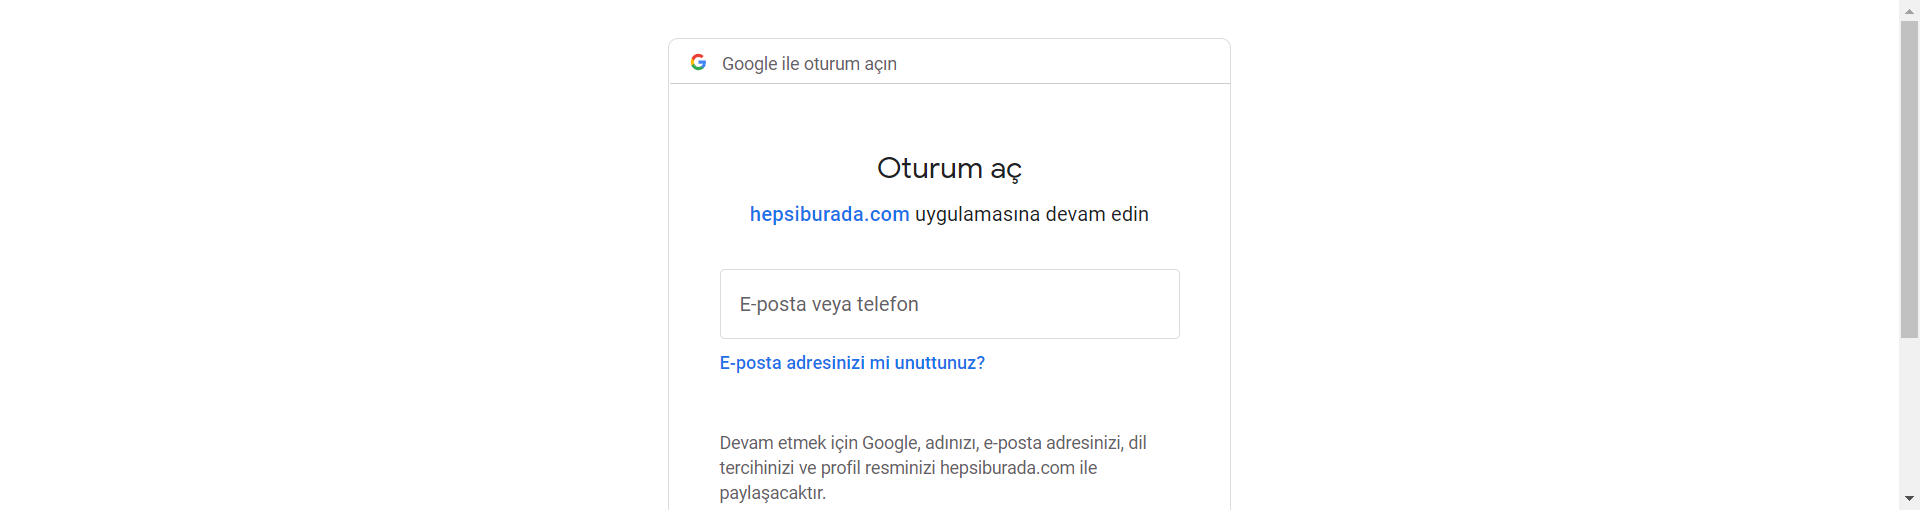 Google ile oturum açın
Oturum aç
hepsiburada.com uygulamasına devam edin
E-posta veya telefon
E-posta adresinizi mi unuttunuz?
Devam etmek için Google, adınızı, e-posta adresinizi, dil
tercihinizi ve profil resminizi hepsiburada.com ile
paylaşacaktır.